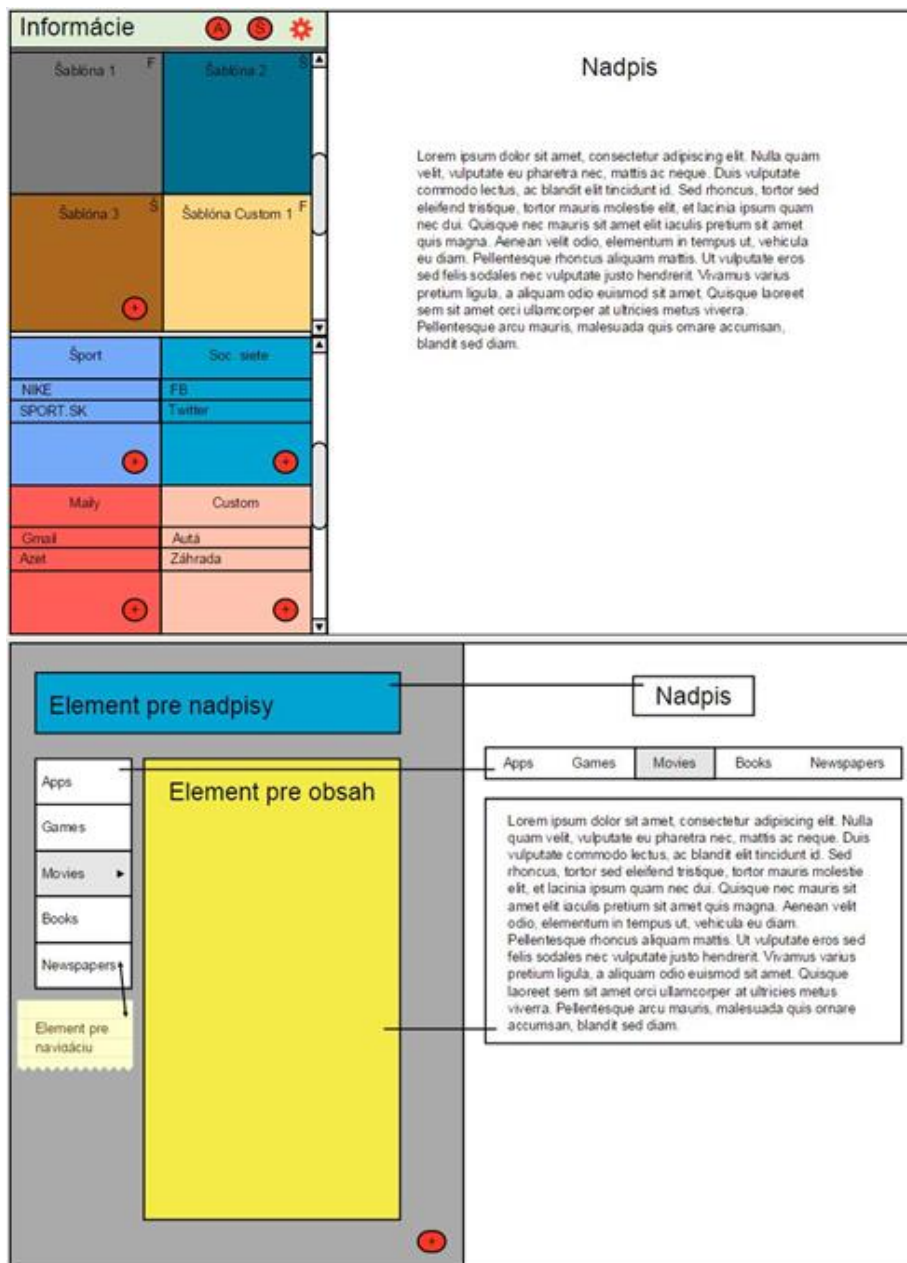 Informácie
A
Š
Šablóna 1
F
Šablóna 2
Š
Šablóna 3
Š
Šablóna Custom 1
F
+
Šport
Soc. siete
NIKE
FB
SPORT.SK
Twitter
+
+
Maily
Custom
Gmail
Autá
Azet
Záhrada
+
+
Nadpis
Lorem ipsum dolor sit amet, consectetur adipiscing elit. Nulla quam
velit, vulputate eu pharetra nec, mattis ac neque. Duis vulputate
commodo lectus, ac blandit elit tincidunt id. Sed rhoncus, tortor sed
eleifend tristique, tortor mauris molestie elit, et lacinia ipsum quam
nec dui. Quisque nec mauris sit amet elit iaculis pretium sit amet
quis magna. Aenean velit odio, elementum in tempus ut, vehicula
eu diam. Pellentesque rhoncus aliquam mattis. Ut vulputate eros
sed felis sodales nec vulputate justo hendrerit. Vivamus varius
pretium ligula, a aliquam odio euismod sit amet. Quisque laoreet
sem sit amet orci ullamcorper at ultricies metus viverra.
Pellentesque arcu mauris, malesuada quis ornare accumsan,
blandit sed diam.
Element pre nadpisy
Apps
Games
Movies
Books
Newspapers
Element pre
navigáciu
Element pre obsah
+
Nadpis
Apps Games Movies Books Newspapers
Lorem ipsum dolor sit amet, consectetur adipiscing elit. Nulla
quam velit, vulputate eu pharetra nec, mattis ac neque. Duis
vulputate commodo lectus, ac blandit elit tincidunt id. Sed
rhoncus, tortor sed eleifend tristique, tortor mauris molestie
elit, et lacinia ipsum quam nec dui. Quisque nec mauris sit
amet elit iaculis pretium sit amet quis magna. Aenean velit
odio, elementum in tempus ut, vehicula eu diam.
Pellentesque rhoncus aliquam mattis. Ut vulputate eros sed
felis sodales nec vulputate justo hendrerit. Vivamus varius
pretium ligula, a aliquam odio euismod sit amet. Quisque
laoreet sem sit amet orci ullamcorper at ultricies metus
viverra. Pellentesque arcu mauris, malesuada quis ornare
accumsan, blandit sed diam.